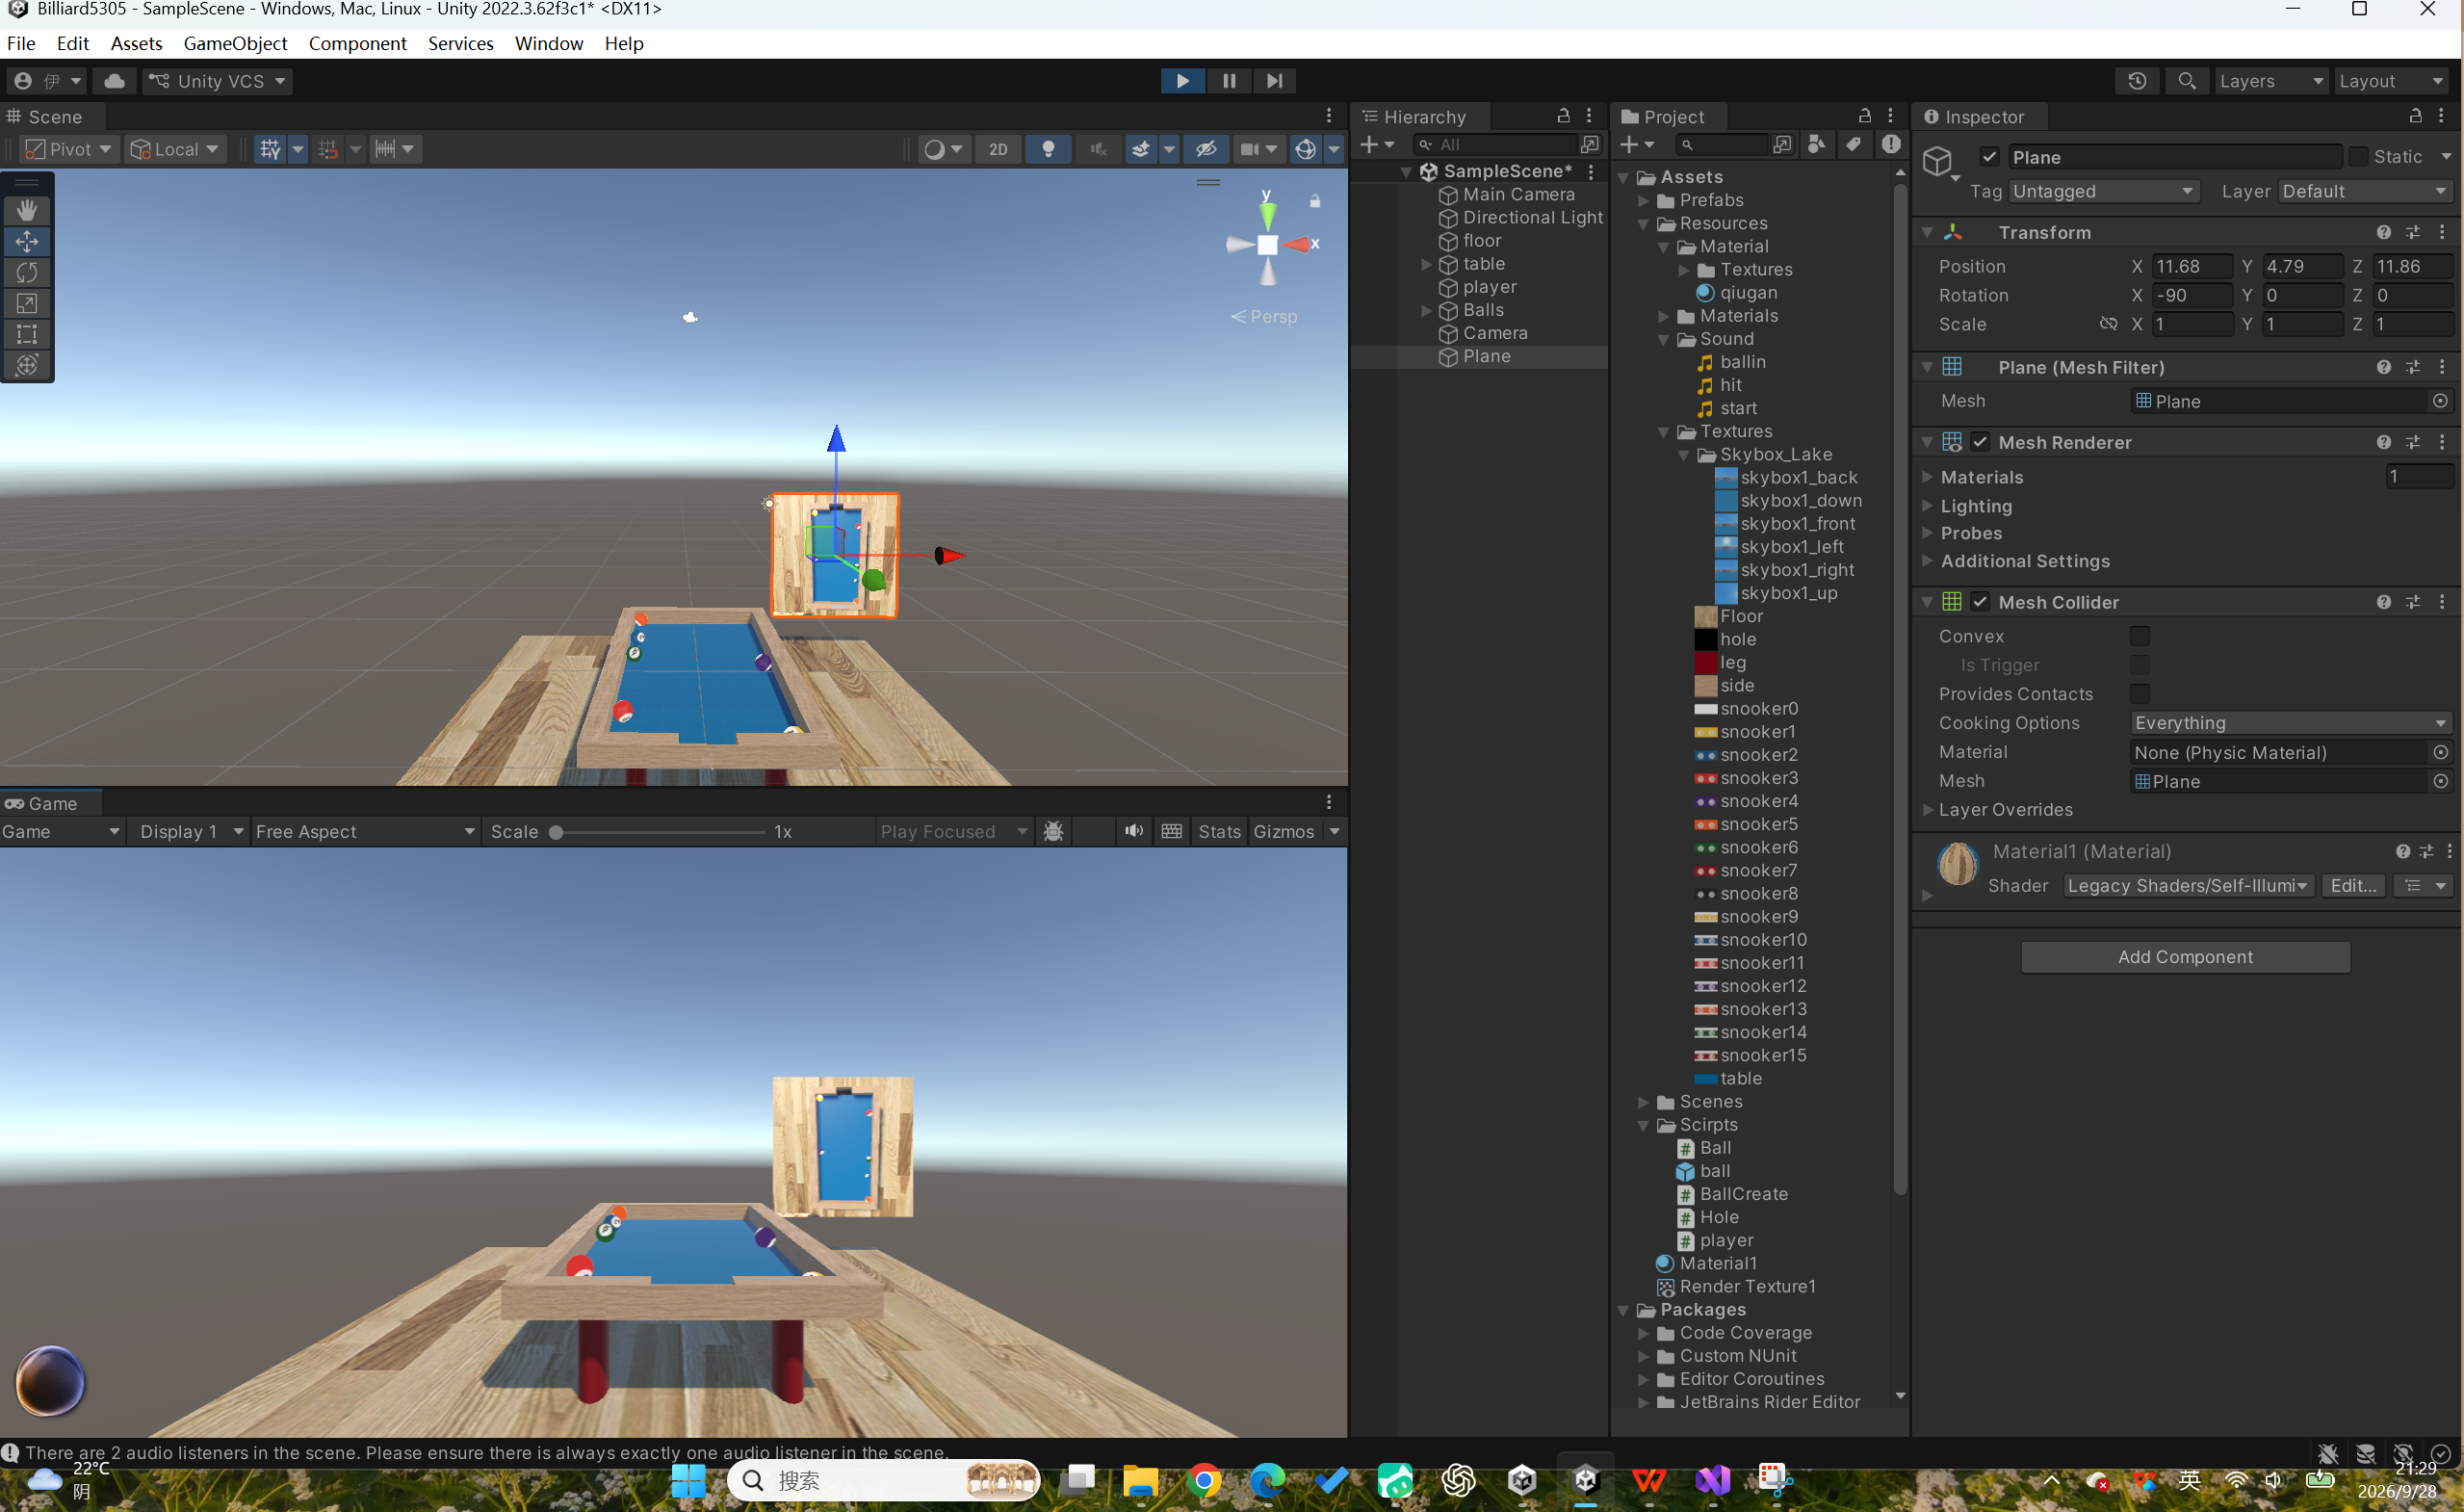 Billiard5305 - SampleScene - Windows, Mac, Linux - Unity 2022.3.62f3c1* <DX11>
File Edit Assets GameObject Component Services Window Help
伊 Unity VCS Layers Layout
Scene
Pivot Local 2D
y
x
Persp
Game
Game Display 1 Free Aspect Scale 1x Play Focused Stats Gizmos
Hierarchy
All
SampleScene*
Main Camera
Directional Light
floor
table
player
Balls
Camera
Plane
Project
Assets
Prefabs
Resources
Material
Textures
qiugan
Materials
Sound
ballin
hit
start
Textures
Skybox_Lake
skybox1_back
skybox1_down
skybox1_front
skybox1_left
skybox1_right
skybox1_up
Floor
hole
leg
side
snooker0
snooker1
snooker2
snooker3
snooker4
snooker5
snooker6
snooker7
snooker8
snooker9
snooker10
snooker11
snooker12
snooker13
snooker14
snooker15
table
Scenes
Scirpts
Ball
ball
BallCreate
Hole
player
Material1
Render Texture1
Packages
Code Coverage
Custom NUnit
Editor Coroutines
JetBrains Rider Editor
Inspector
Plane Static
Tag Untagged Layer Default
Transform
Position X 11.68 Y 4.79 Z 11.86
Rotation X -90 Y 0 Z 0
Scale X 1 Y 1 Z 1
Plane (Mesh Filter)
Mesh Plane
Mesh Renderer
Materials 1
Lighting
Probes
Additional Settings
Mesh Collider
Convex
Is Trigger
Provides Contacts
Cooking Options Everything
Material None (Physic Material)
Mesh Plane
Layer Overrides
Material1 (Material)
Shader Legacy Shaders/Self-Illumi Edit...
Add Component
There are 2 audio listeners in the scene. Please ensure there is always exactly one audio listener in the scene.
22°C
阴
搜索
英
21:29
2026/9/28